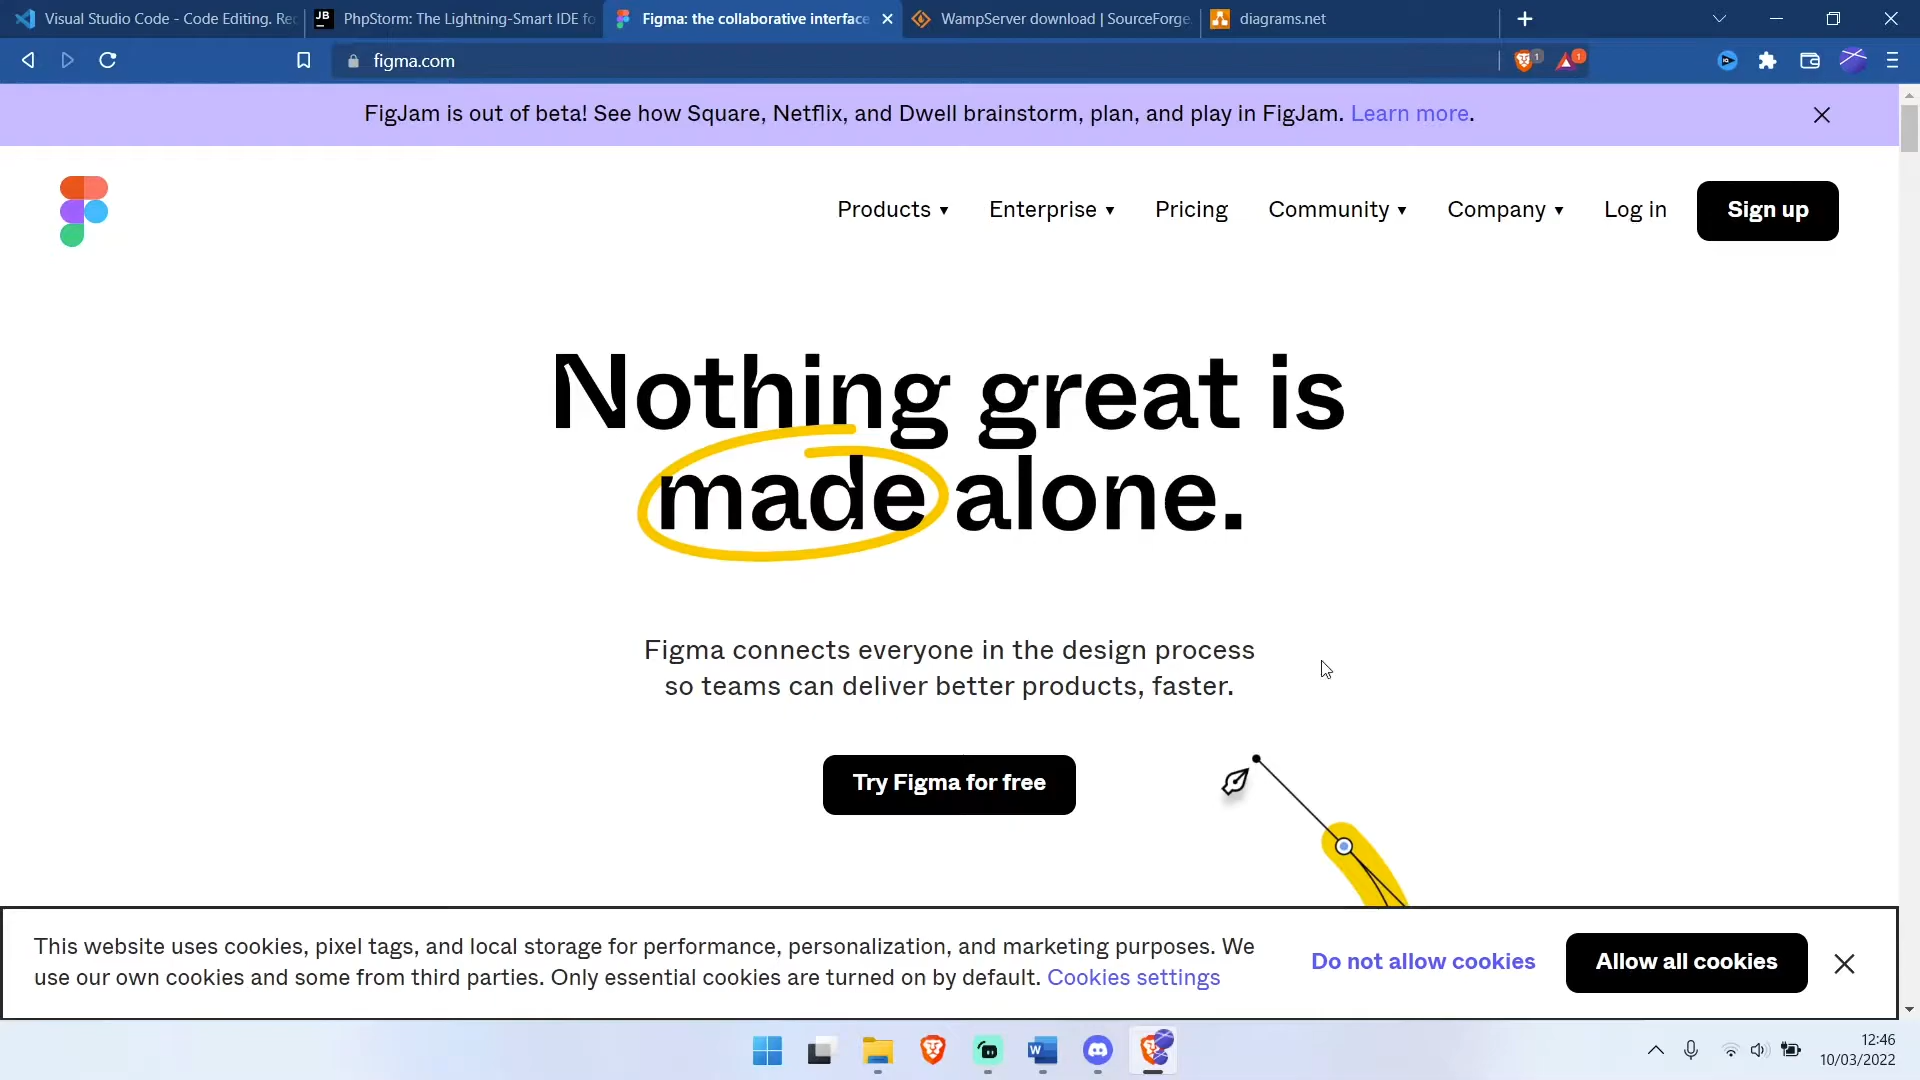 Visual Studio Code - Code Editing. Re
PhpStorm: The Lightning-Smart IDE fo
Figma: the collaborative interface
WampServer download | SourceForge.
diagrams.net
figma.com
1
1
FigJam is out of beta! See how Square, Netflix, and Dwell brainstorm, plan, and play in FigJam. Learn more.
Products ▼
Enterprise ▼
Pricing
Community ▼
Company ▼
Log in
Sign up
Nothing great is
made alone.
Figma connects everyone in the design process
so teams can deliver better products, faster.
Try Figma for free
This website uses cookies, pixel tags, and local storage for performance, personalization, and marketing purposes. We
use our own cookies and some from third parties. Only essential cookies are turned on by default. Cookies settings
Do not allow cookies
Allow all cookies
12:46
10/03/2022